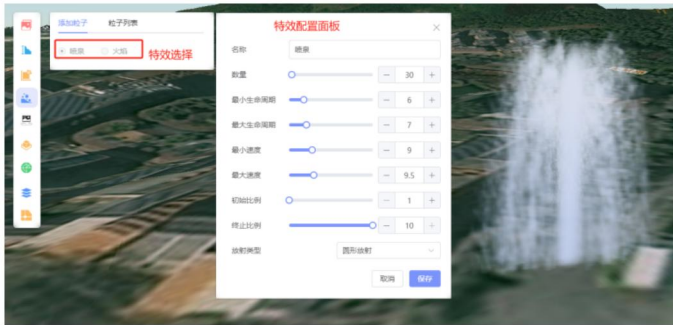 添加粒子 粒子列表
喷泉 火焰
特效选择
特效配置面板
名称 喷泉
数量 30
最小生命周期 6
最大生命周期 7
最小速度 9
最大速度 9.5
初始比例 1
终止比例 10
放射类型 圆形放射
取消 保存